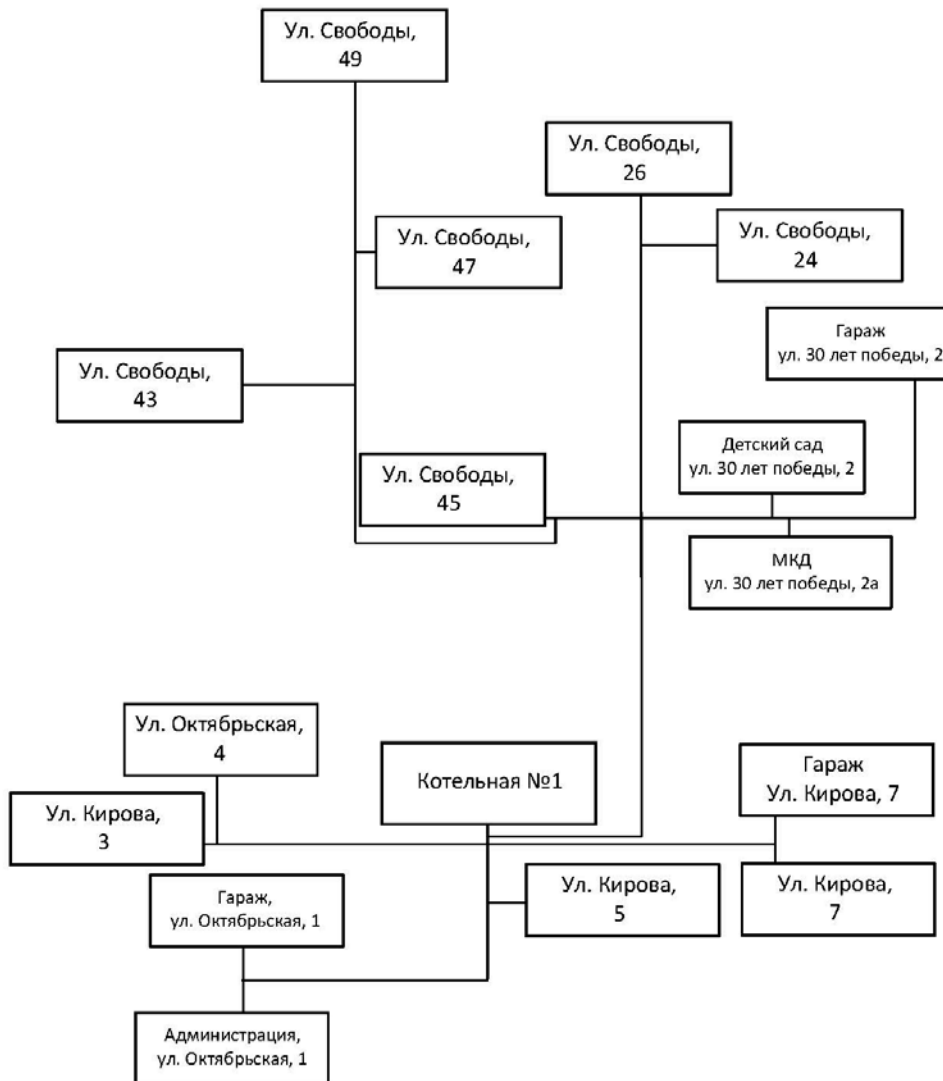 Ул. Свободы,
49
Ул. Свободы,
26
Ул. Свободы,
47
Ул. Свободы,
24
Гараж
ул. 30 лет победы, 2
Ул. Свободы,
43
Детский сад
ул. 30 лет победы, 2
Ул. Свободы,
45
МКД
ул. 30 лет победы, 2а
Ул. Октябрьская,
4
Котельная №1
Гараж
Ул. Кирова, 7
Ул. Кирова,
3
Ул. Кирова,
5
Ул. Кирова,
7
Гараж,
ул. Октябрьская, 1
Администрация,
ул. Октябрьская, 1